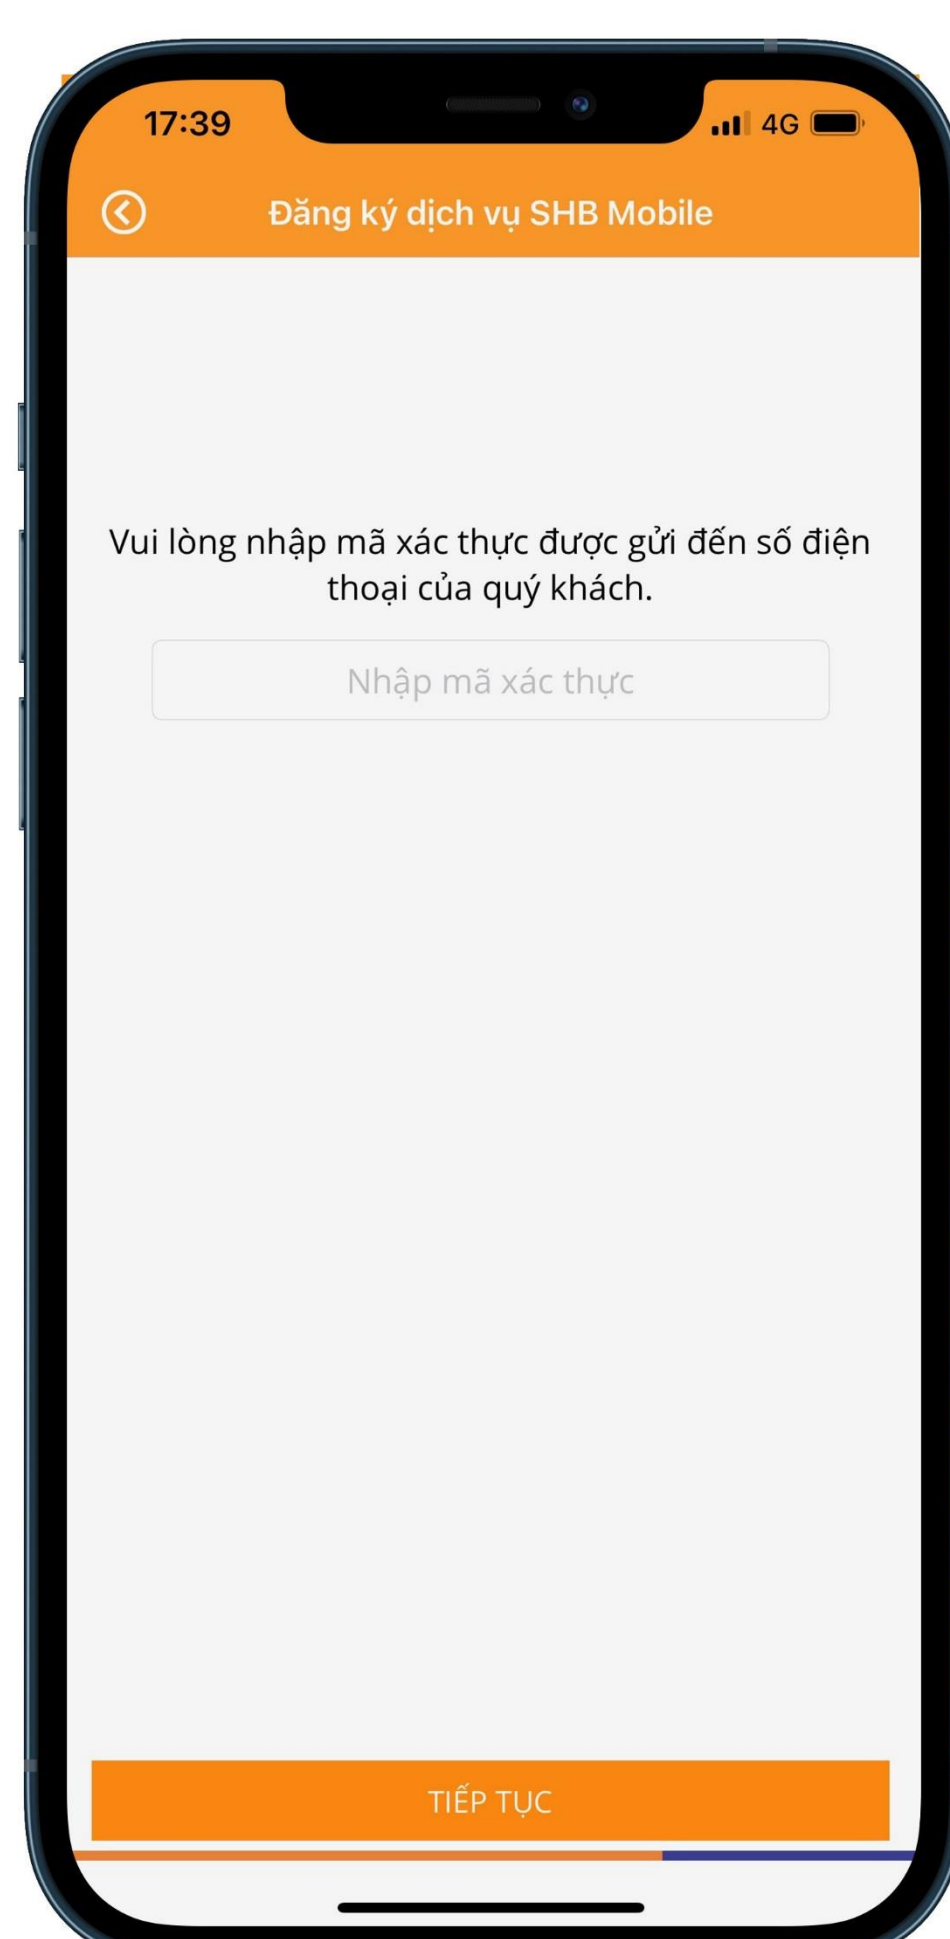 17:39
4G
Đăng ký dịch vụ SHB Mobile
Vui lòng nhập mã xác thực được gửi đến số điện
thoại của quý khách.
Nhập mã xác thực
TIẾP TỤC